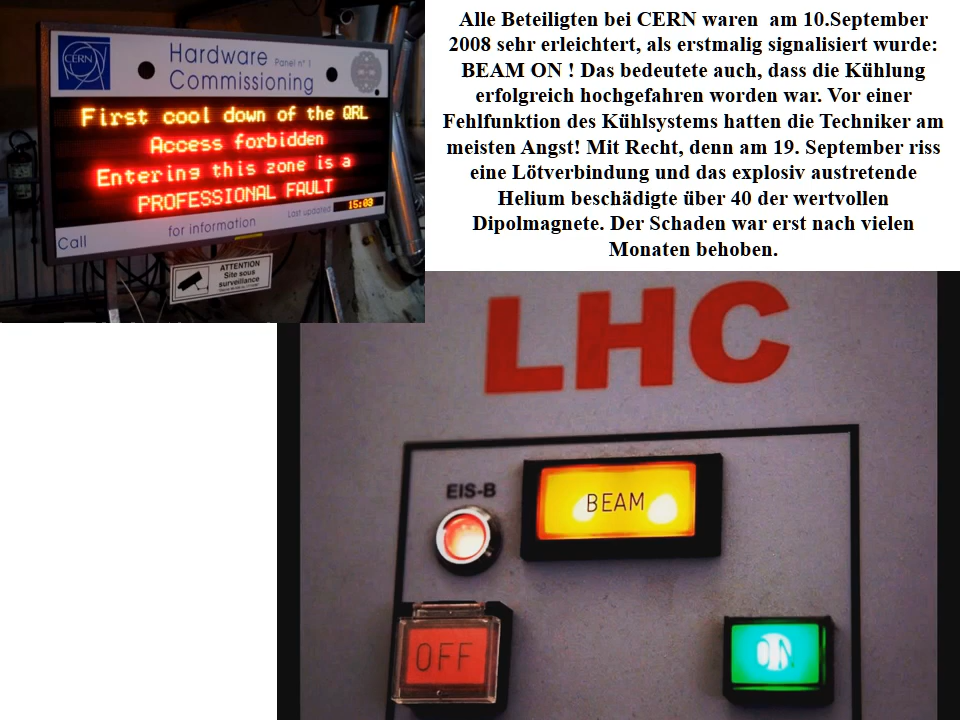 CERN
Hardware Panel n° 1
Commissioning
First cool down of the QRL
Access forbidden
Entering this zone is a
PROFESSIONAL FAULT
Last updated 15:03
Call for information
ATTENTION
Site sous
surveillance
Alle Beteiligten bei CERN waren am 10.September
2008 sehr erleichtert, als erstmalig signalisiert wurde:
BEAM ON ! Das bedeutete auch, dass die Kühlung
erfolgreich hochgefahren worden war. Vor einer
Fehlfunktion des Kühlsystems hatten die Techniker am
meisten Angst! Mit Recht, denn am 19. September riss
eine Lötverbindung und das explosiv austretende
Helium beschädigte über 40 der wertvollen
Dipolmagnete. Der Schaden war erst nach vielen
Monaten behoben.
LHC
EIS-B
BEAM
OFF
ON